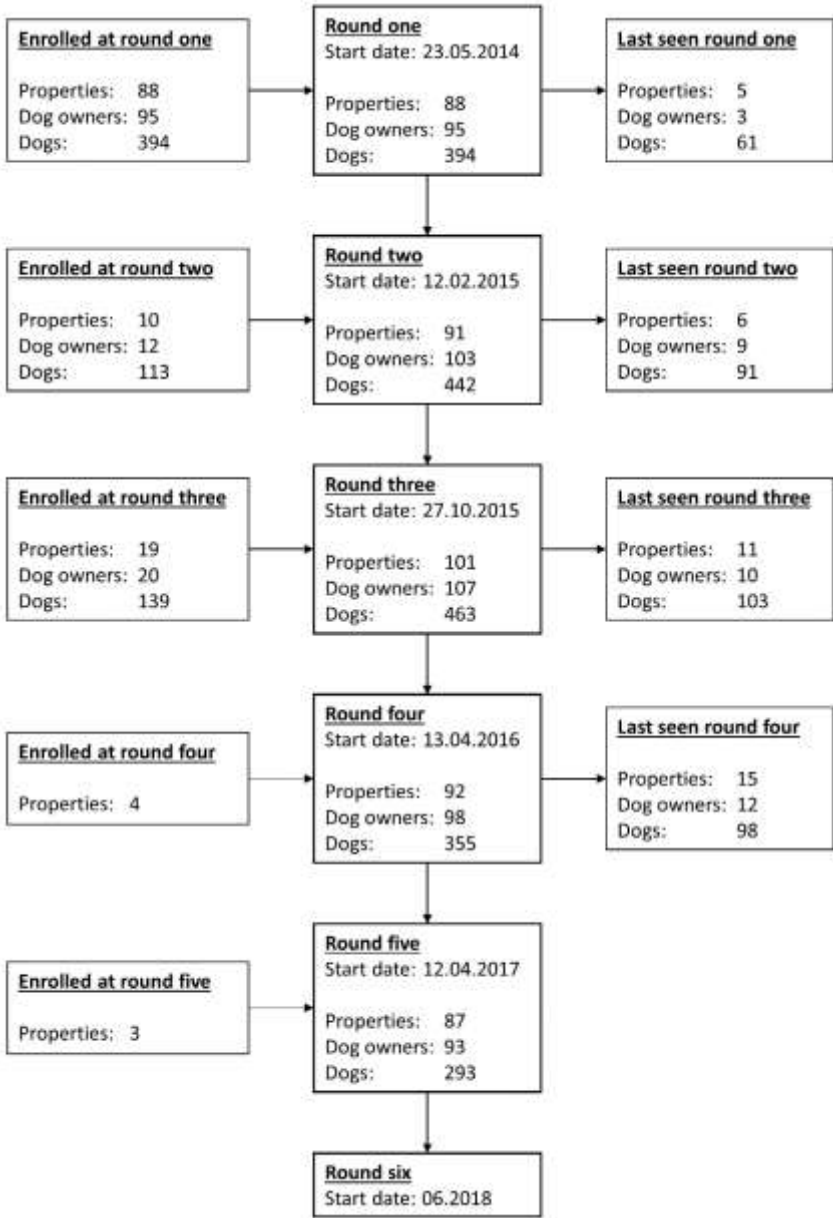 Enrolled at round one
Properties: 88
Dog owners: 95
Dogs: 394
Round one
Start date: 23.05.2014
Properties: 88
Dog owners: 95
Dogs: 394
Last seen round one
Properties: 5
Dog owners: 3
Dogs: 61
Enrolled at round two
Properties: 10
Dog owners: 12
Dogs: 113
Round two
Start date: 12.02.2015
Properties: 91
Dog owners: 103
Dogs: 442
Last seen round two
Properties: 6
Dog owners: 9
Dogs: 91
Enrolled at round three
Properties: 19
Dog owners: 20
Dogs: 139
Round three
Start date: 27.10.2015
Properties: 101
Dog owners: 107
Dogs: 463
Last seen round three
Properties: 11
Dog owners: 10
Dogs: 103
Enrolled at round four
Properties: 4
Round four
Start date: 13.04.2016
Properties: 92
Dog owners: 98
Dogs: 355
Last seen round four
Properties: 15
Dog owners: 12
Dogs: 98
Enrolled at round five
Properties: 3
Round five
Start date: 12.04.2017
Properties: 87
Dog owners: 93
Dogs: 293
Round six
Start date: 06.2018